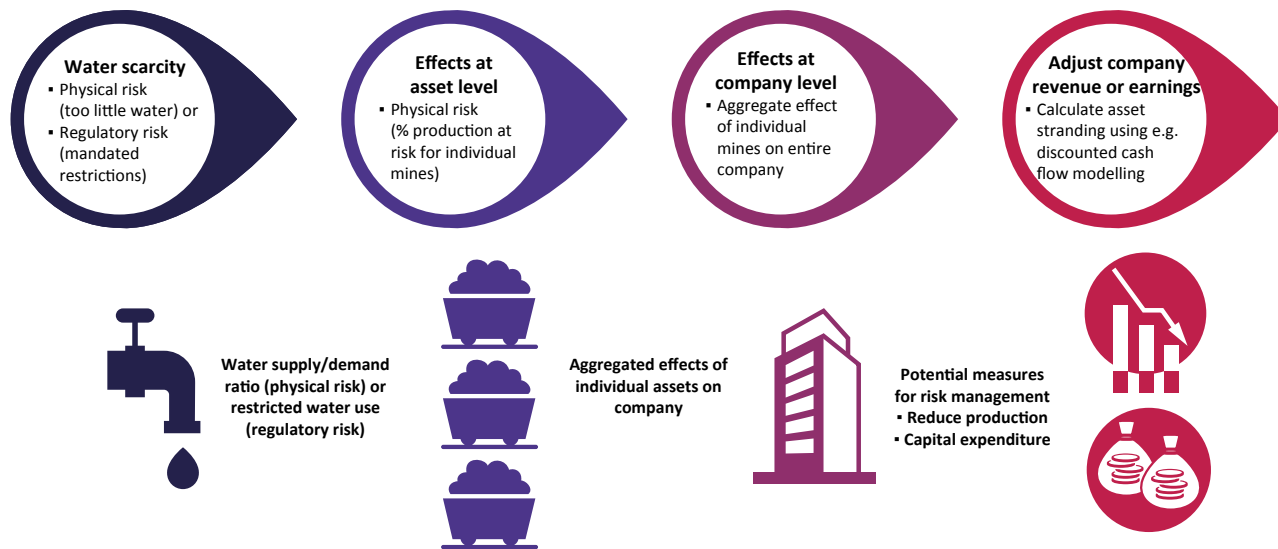 Water scarcity
▪ Physical risk
(too little water) or
▪ Regulatory risk
(mandated
restrictions)
Effects at
asset level
▪ Physical risk
(% production at
risk for individual
mines)
Effects at
company level
▪ Aggregate effect
of individual
mines on entire
company
Adjust company
revenue or earnings
▪ Calculate asset
stranding using e.g.
discounted cash
flow modelling
Water supply/demand
ratio (physical risk) or
restricted water use
(regulatory risk)
Aggregated effects of
individual assets on
company
Potential measures
for risk management
▪ Reduce production
▪ Capital expenditure